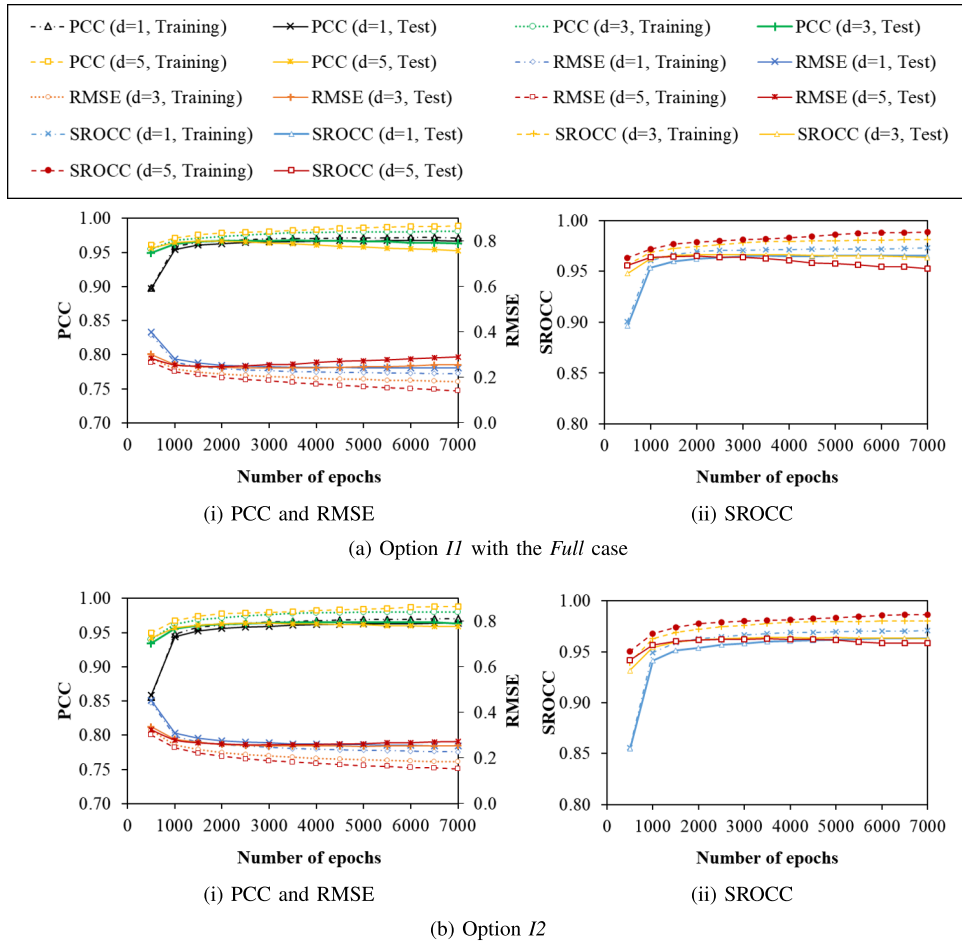 PCC (d=1, Training) PCC (d=1, Test) PCC (d=3, Training) PCC (d=3, Test)
PCC (d=5, Training) PCC (d=5, Test) RMSE (d=1, Training) RMSE (d=1, Test)
RMSE (d=3, Training) RMSE (d=3, Test) RMSE (d=5, Training) RMSE (d=5, Test)
SROCC (d=1, Training) SROCC (d=1, Test) SROCC (d=3, Training) SROCC (d=3, Test)
SROCC (d=5, Training) SROCC (d=5, Test)
PCC
1.00
0.95
0.90
0.85
0.80
0.75
0.70
0.8
0.6
0.4
0.2
0.0
RMSE
0 1000 2000 3000 4000 5000 6000 7000
Number of epochs
(i) PCC and RMSE
SROCC
1.00
0.95
0.90
0.85
0.80
0 1000 2000 3000 4000 5000 6000 7000
Number of epochs
(ii) SROCC
(a) Option I1 with the Full case
PCC
1.00
0.95
0.90
0.85
0.80
0.75
0.70
0.8
0.6
0.4
0.2
0.0
RMSE
0 1000 2000 3000 4000 5000 6000 7000
Number of epochs
(i) PCC and RMSE
SROCC
1.00
0.95
0.90
0.85
0.80
0 1000 2000 3000 4000 5000 6000 7000
Number of epochs
(ii) SROCC
(b) Option I2